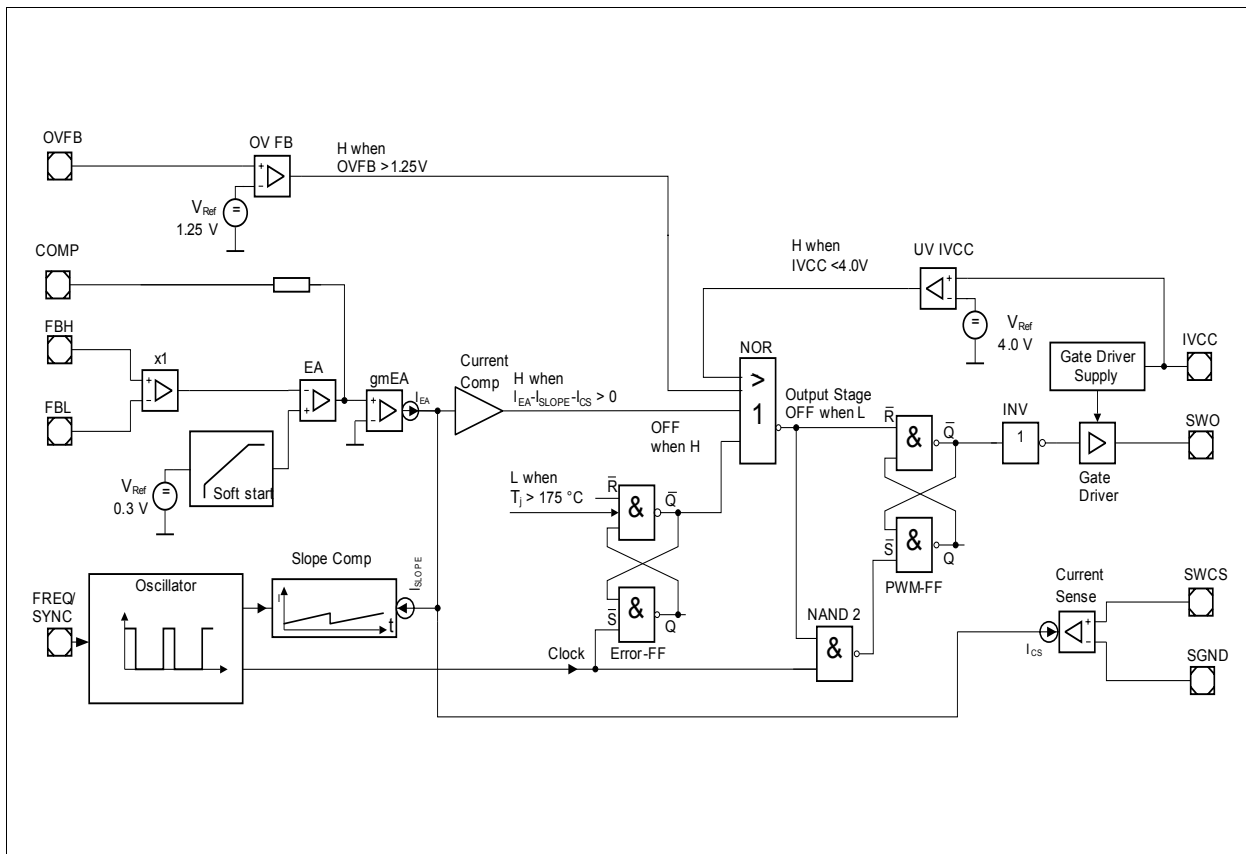 OVFB
OV FB
H when
OVFB >1.25V
+
−
=
V_Ref
1.25 V
COMP
H when
IVCC <4.0V
UV IVCC
+
−
=
V_Ref
4.0 V
FBH
FBL
x1
+
−
EA
−
+
gmEA
+
−
I_EA
Current
Comp
H when
I_EA-I_SLOPE-I_CS > 0
NOR
>
1
OFF
when H
Output Stage
OFF when L
Gate Driver
Supply
IVCC
R̅
&
Q̅
INV
1
Gate
Driver
SWO
Soft start
=
V_Ref
0.3 V
L when
T_j > 175 °C
R̅
&
Q̅
S̅
&
Q
Error-FF
S̅
&
Q
PWM-FF
Slope Comp
I
t
I_SLOPE
Oscillator
FREQ/
SYNC
Clock
NAND 2
&
Current
Sense
I_CS
+
−
SWCS
SGND